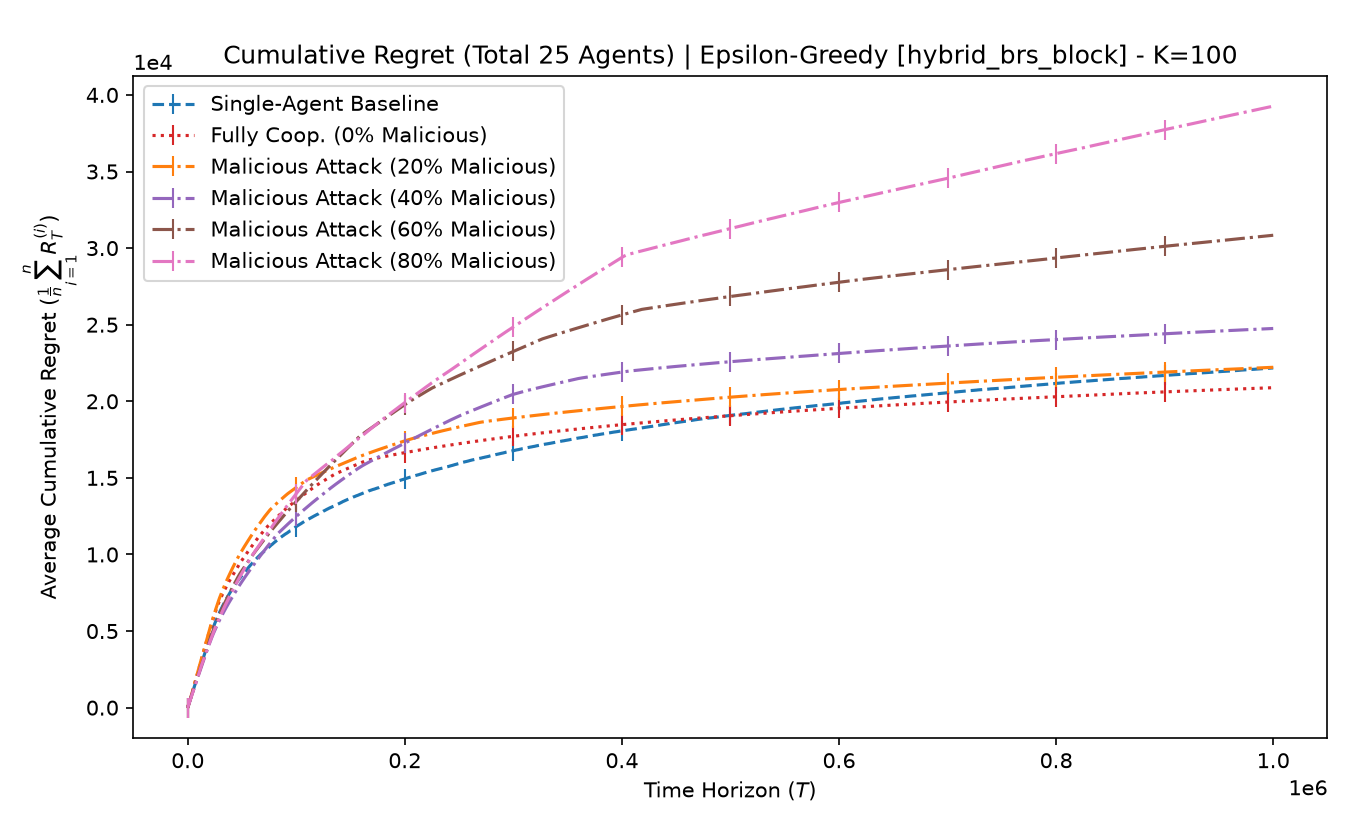 Cumulative Regret (Total 25 Agents) | Epsilon-Greedy [hybrid_brs_block] - K=100
1e4
Single-Agent Baseline
Fully Coop. (0% Malicious)
Malicious Attack (20% Malicious)
Malicious Attack (40% Malicious)
Malicious Attack (60% Malicious)
Malicious Attack (80% Malicious)
Average Cumulative Regret ($\frac{1}{n}\sum_{i=1}^{n} R_T^{(i)}$)
4.0
3.5
3.0
2.5
2.0
1.5
1.0
0.5
0.0
0.0 0.2 0.4 0.6 0.8 1.0
Time Horizon (T)
1e6